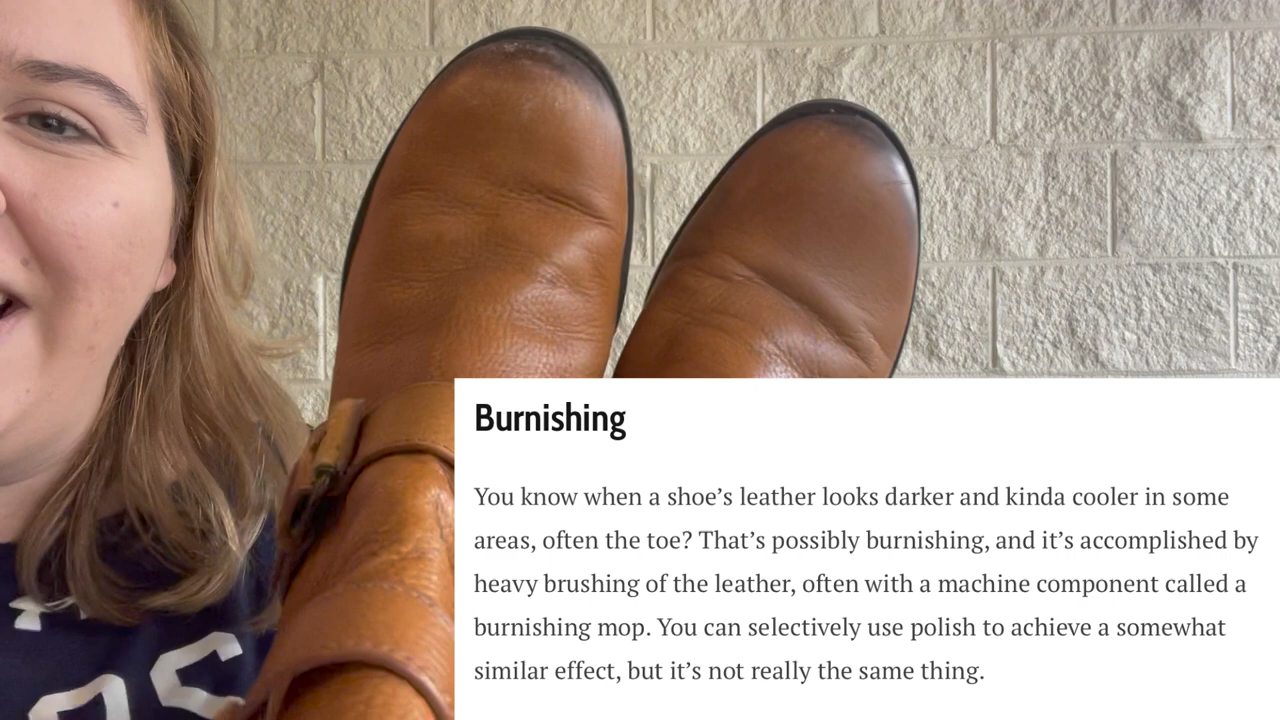 Burnishing
You know when a shoe’s leather looks darker and kinda cooler in some
areas, often the toe? That’s possibly burnishing, and it’s accomplished by
heavy brushing of the leather, often with a machine component called a
burnishing mop. You can selectively use polish to achieve a somewhat
similar effect, but it’s not really the same thing.